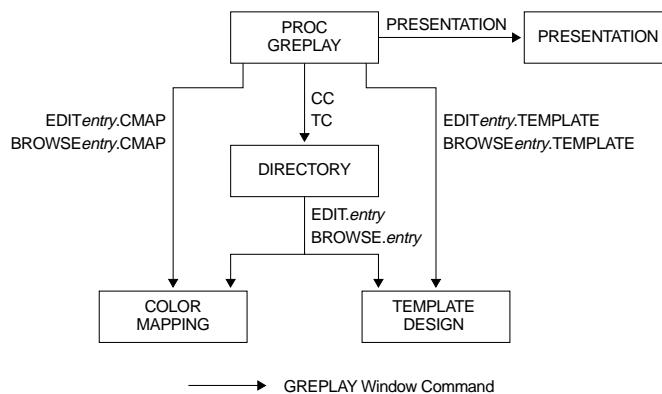 PROC
GREPLAY
PRESENTATION
PRESENTATION
CC
TC
EDITentry.CMAP
BROWSEentry.CMAP
EDITentry.TEMPLATE
BROWSEentry.TEMPLATE
DIRECTORY
EDIT.entry
BROWSE.entry
COLOR
MAPPING
TEMPLATE
DESIGN
GREPLAY Window Command